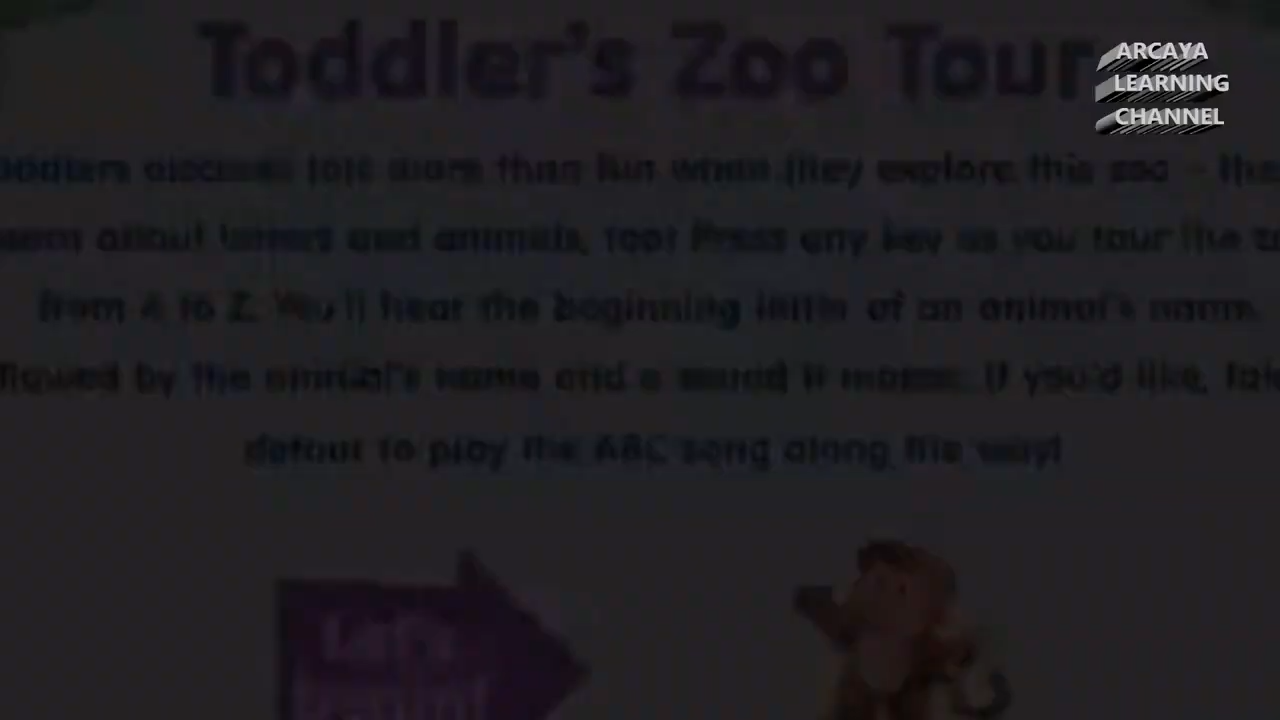 Toddler's Zoo Tour
ARCAYA
LEARNING
CHANNEL
more than fun when they explore this zoo - the
about letters and animals, too! Press any key as you tour the
from A to Z. You'll hear the beginning letter of an animal's name,
by the animal's name and a sound it makes. If you'd like,
detour to play the ABC song along the way!
Let's